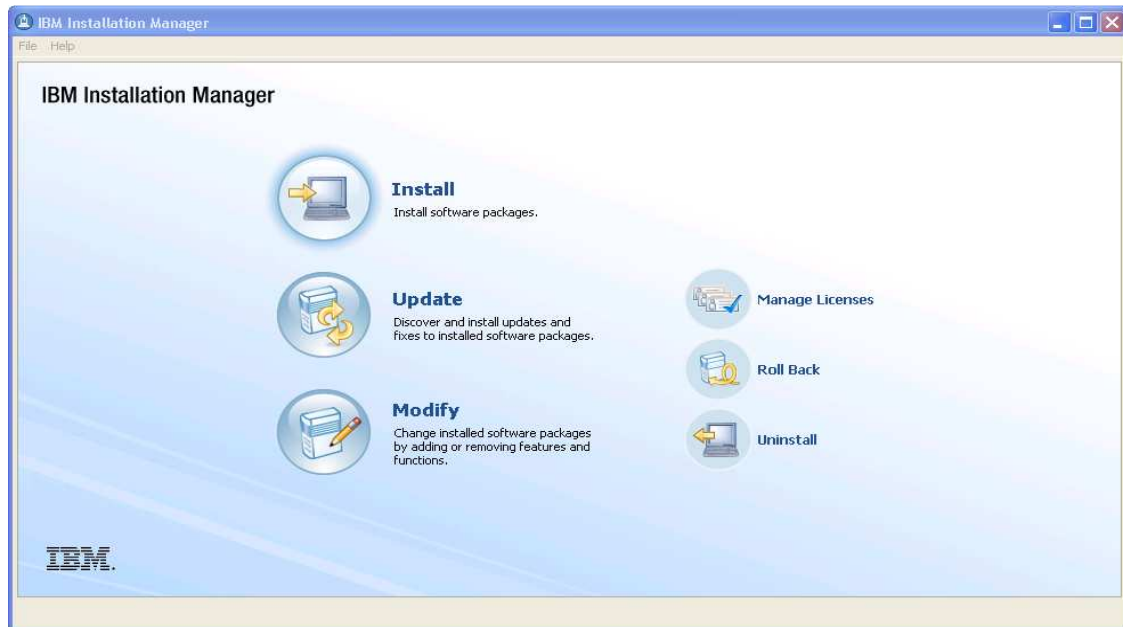 IBM Installation Manager
File Help
IBM Installation Manager
Install
Install software packages.
Update
Discover and install updates and
fixes to installed software packages.
Modify
Change installed software packages
by adding or removing features and
functions.
Manage Licenses
Roll Back
Uninstall
IBM.